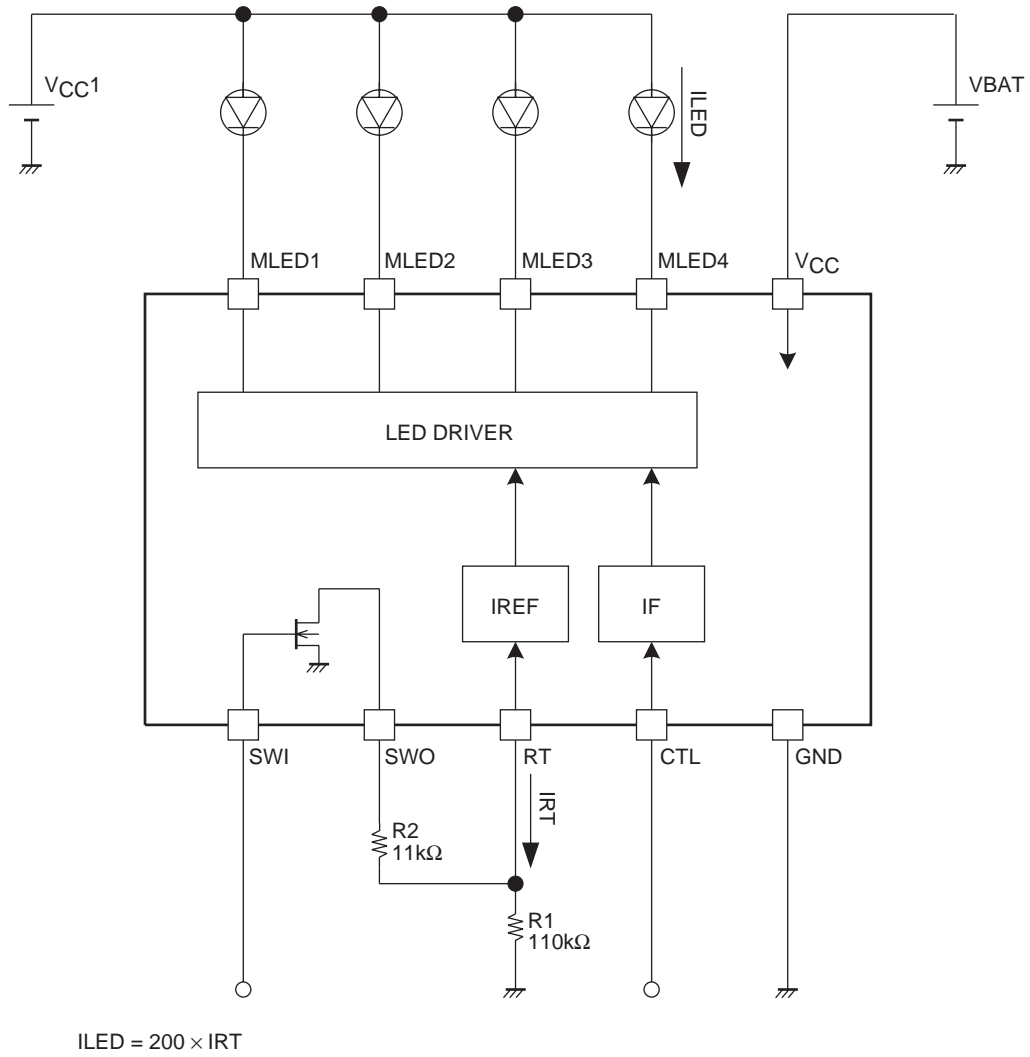 VCC1
ILED
VBAT
MLED1
MLED2
MLED3
MLED4
VCC
LED DRIVER
IREF
IF
SWI
SWO
RT
CTL
GND
IRT
R2
11kΩ
R1
110kΩ
ILED = 200 × IRT